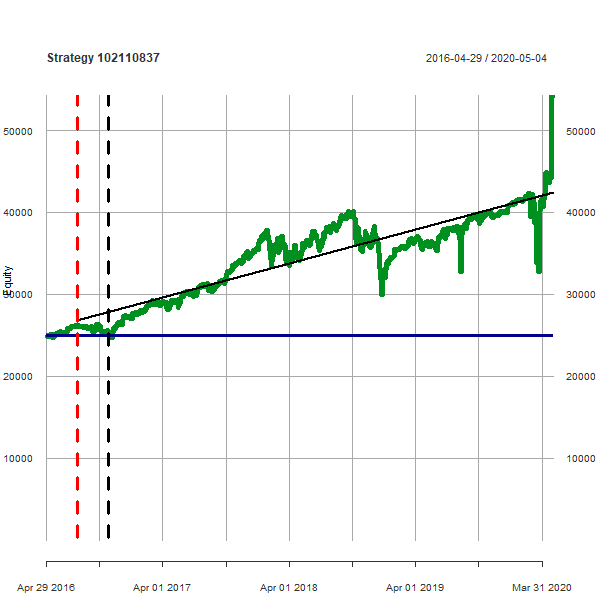 Strategy 102110837 2016-04-29 / 2020-05-04
50000 50000
40000 40000
Equity
30000 30000
20000 20000
10000 10000
Apr 29 2016 Apr 01 2017 Apr 01 2018 Apr 01 2019 Mar 31 2020